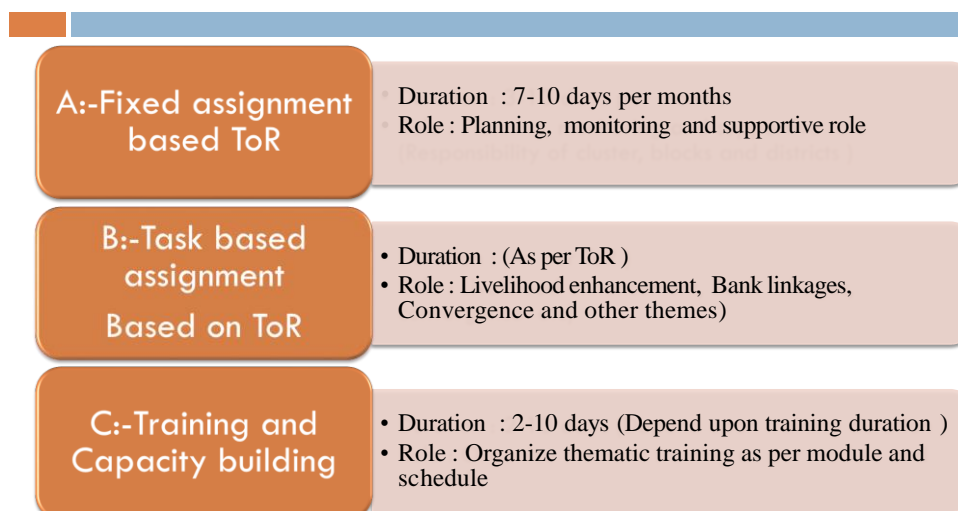 A:-Fixed assignment
based ToR
• Duration : 7-10 days per months
• Role : Planning, monitoring and supportive role
(Responsibility of cluster, blocks and districts )
B:-Task based
assignment
Based on ToR
• Duration : (As per ToR )
• Role : Livelihood enhancement, Bank linkages,
Convergence and other themes)
C:-Training and
Capacity building
• Duration : 2-10 days (Depend upon training duration )
• Role : Organize thematic training as per module and
schedule